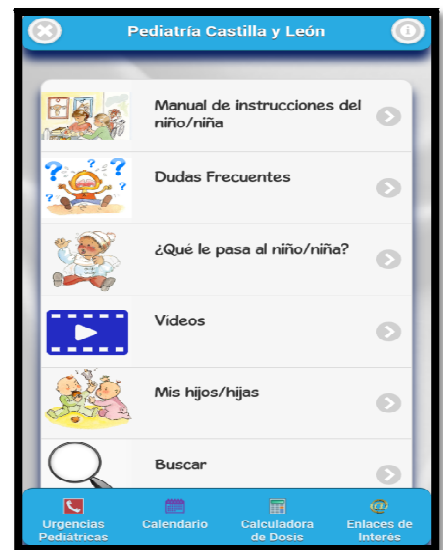 Pediatría Castilla y León
Manual de instrucciones del
niño/niña
Dudas Frecuentes
¿Qué le pasa al niño/niña?
Videos
Mis hijos/hijas
Buscar
Urgencias
Pediátricas
Calendario
Calculadora
de Dosis
Enlaces de
Interés